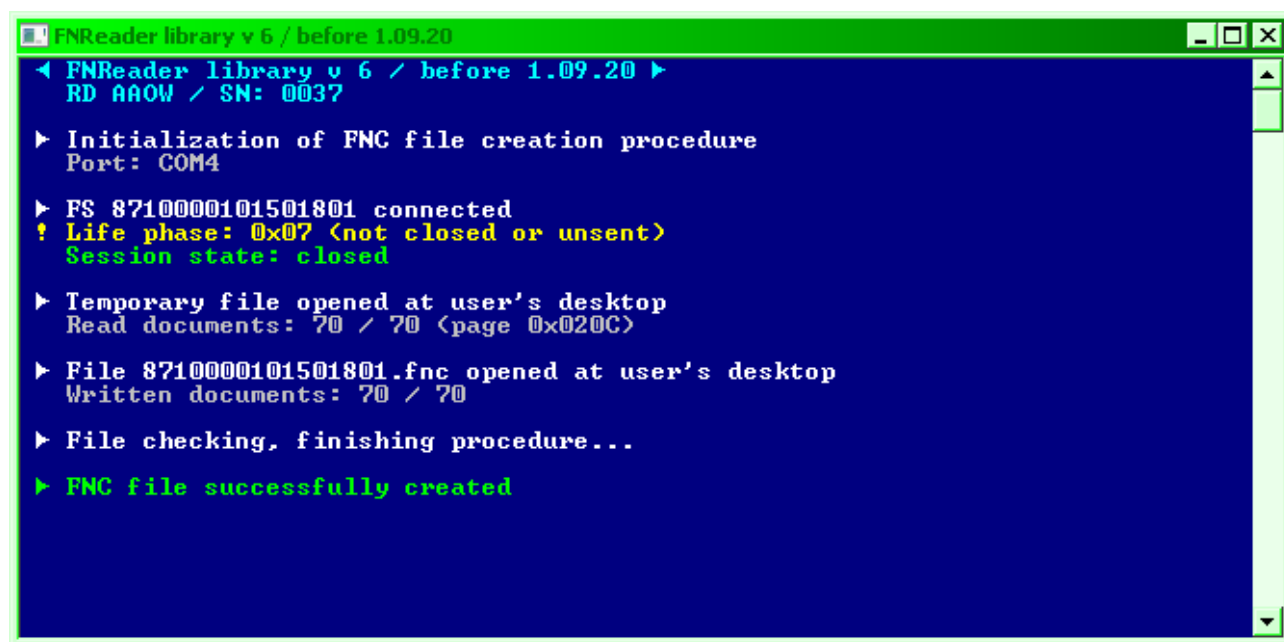 FNReader library v 6 / before 1.09.20
◄ FNReader library v 6 / before 1.09.20 ►
RD AAOW / SN: 0037
► Initialization of FNC file creation procedure
Port: COM4
► FS 8710000101501801 connected
! Life phase: 0x07 (not closed or unsent)
Session state: closed
► Temporary file opened at user's desktop
Read documents: 70 / 70 (page 0x020C)
► File 8710000101501801.fnc opened at user's desktop
Written documents: 70 / 70
► File checking, finishing procedure...
► FNC file successfully created